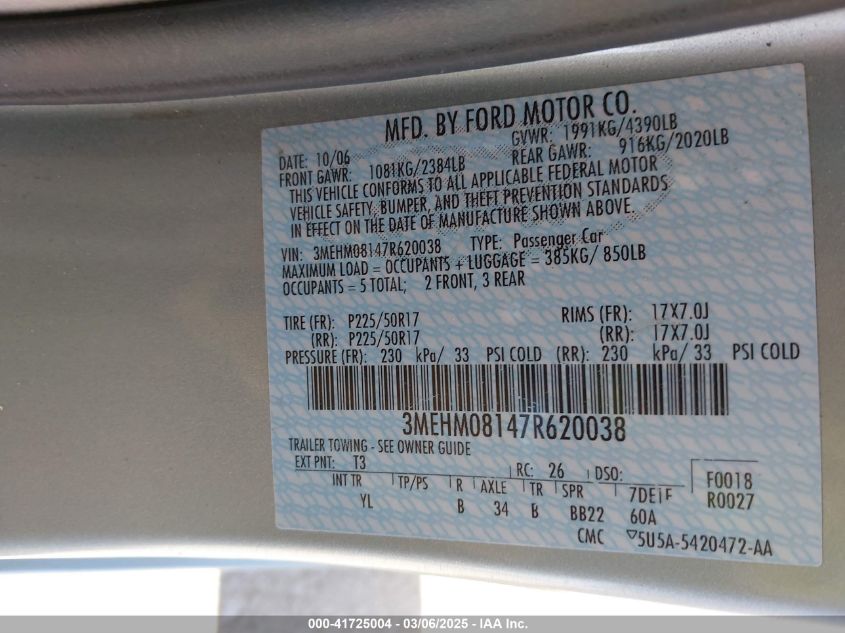 MFD. BY FORD MOTOR CO.
DATE: 10/06 GVWR: 1991KG/4390LB
FRONT GAWR: 1081KG/2384LB REAR GAWR: 916KG/2020LB
THIS VEHICLE CONFORMS TO ALL APPLICABLE FEDERAL MOTOR
VEHICLE SAFETY, BUMPER, AND THEFT PREVENTION STANDARDS
IN EFFECT ON THE DATE OF MANUFACTURE SHOWN ABOVE.
VIN: 3MEHM08147R620038 TYPE: Passenger Car
MAXIMUM LOAD = OCCUPANTS + LUGGAGE = 385KG/ 850LB
OCCUPANTS = 5 TOTAL; 2 FRONT, 3 REAR
TIRE (FR): P225/50R17 RIMS (FR): 17X7.0J
(RR): P225/50R17 (RR): 17X7.0J
PRESSURE (FR): 230 kPa/ 33 PSI COLD (RR): 230 kPa/ 33 PSI COLD
3MEHM08147R620038
TRAILER TOWING - SEE OWNER GUIDE
EXT PNT: T3 RC: 26 DSO: F0018
INT TR TP/PS R AXLE TR SPR 7DE1F R0027
YL B 34 B BB22 60A
CMC 5U5A-5420472-AA
000-41725004 - 03/06/2025 - IAA Inc.